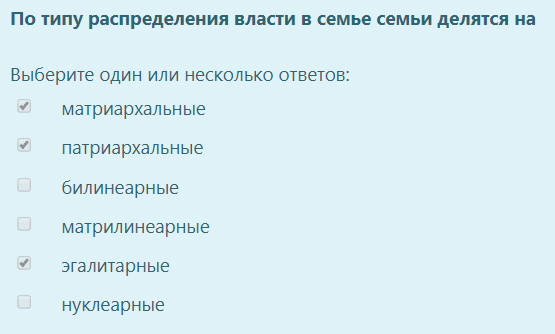 По типу распределения власти в семье семьи делятся на
Выберите один или несколько ответов:
матриархальные
патриархальные
билинеарные
матрилинеарные
эгалитарные
нуклеарные